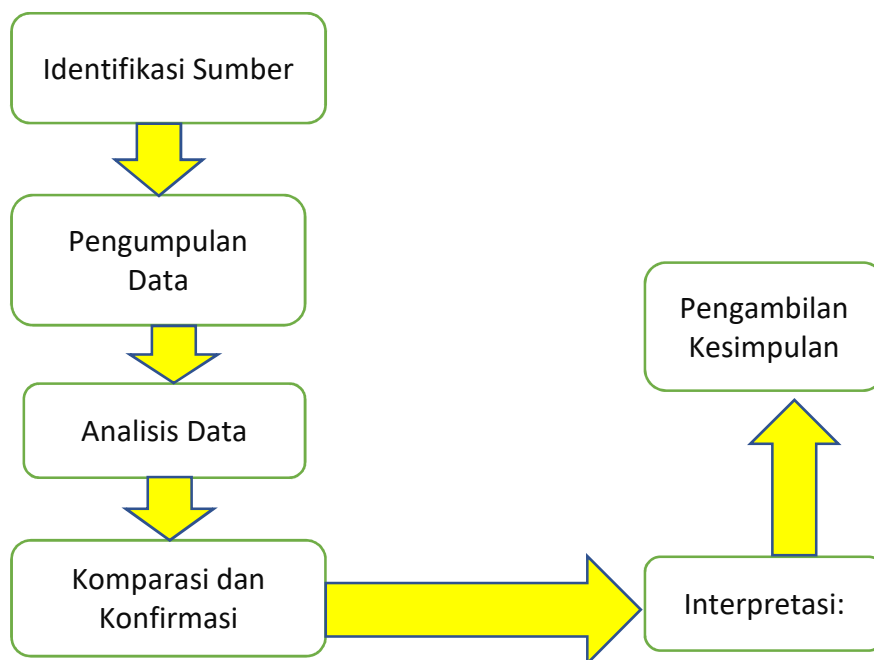 Identifikasi Sumber
Pengumpulan
Data
Analisis Data
Komparasi dan
Konfirmasi
Interpretasi:
Pengambilan
Kesimpulan